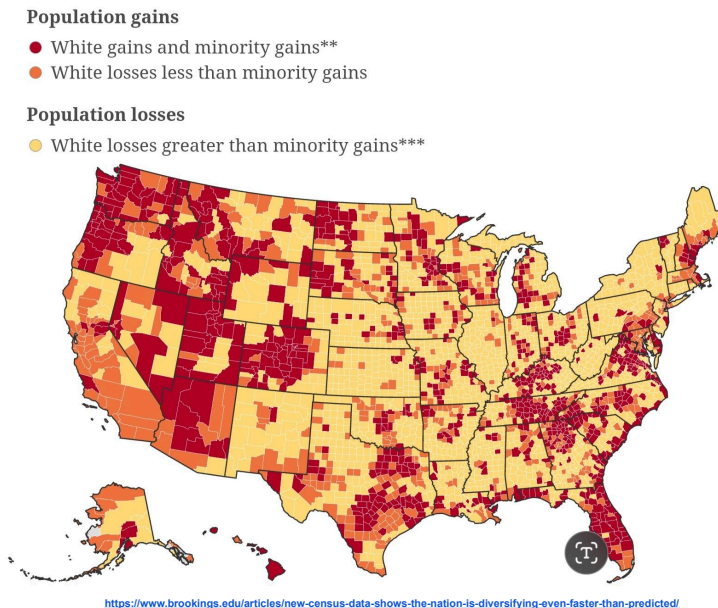 Population gains
White gains and minority gains**
White losses less than minority gains
Population losses
White losses greater than minority gains***
T
https://www.brookings.edu/articles/new-census-data-shows-the-nation-is-diversifying-even-faster-than-predicted/